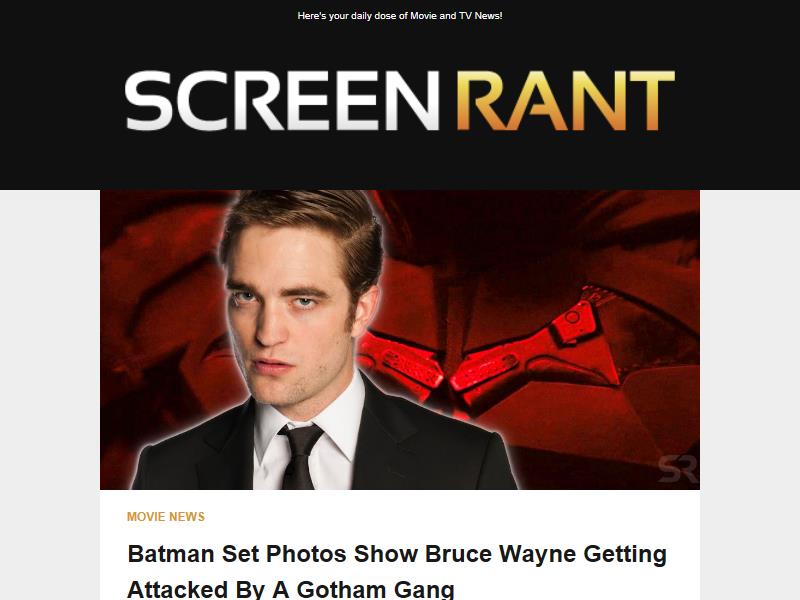 Here's your daily dose of Movie and TV News!
SCREEN RANT
SR
MOVIE NEWS
Batman Set Photos Show Bruce Wayne Getting
Attacked By A Gotham Gang